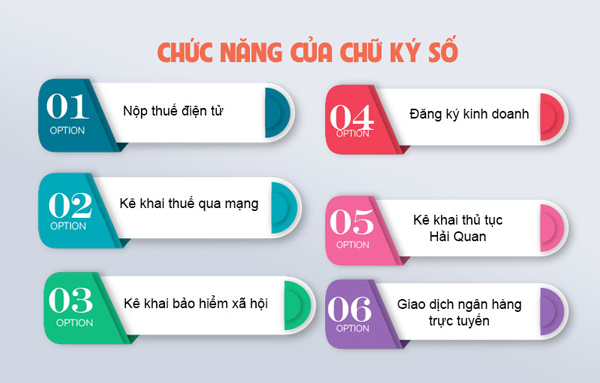 CHỨC NĂNG CỦA CHỮ KÝ SỐ
01
OPTION
Nộp thuế điện tử
02
OPTION
Kê khai thuế qua mạng
03
OPTION
Kê khai bảo hiểm xã hội
04
OPTION
Đăng ký kinh doanh
05
OPTION
Kê khai thủ tục
Hải Quan
06
OPTION
Giao dịch ngân hàng
trực tuyến